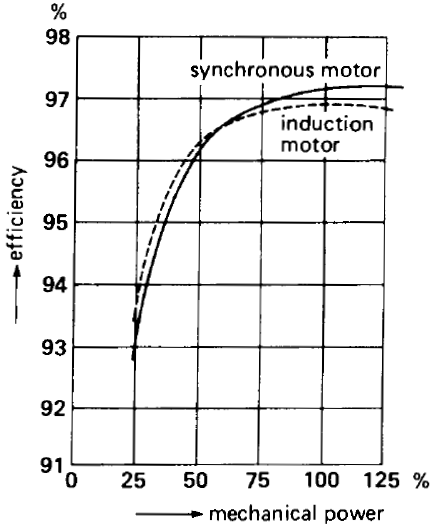 %
98
synchronous motor
97
induction
motor
96
95
efficiency
94
93
92
91
0 25 50 75 100 125 %
mechanical power